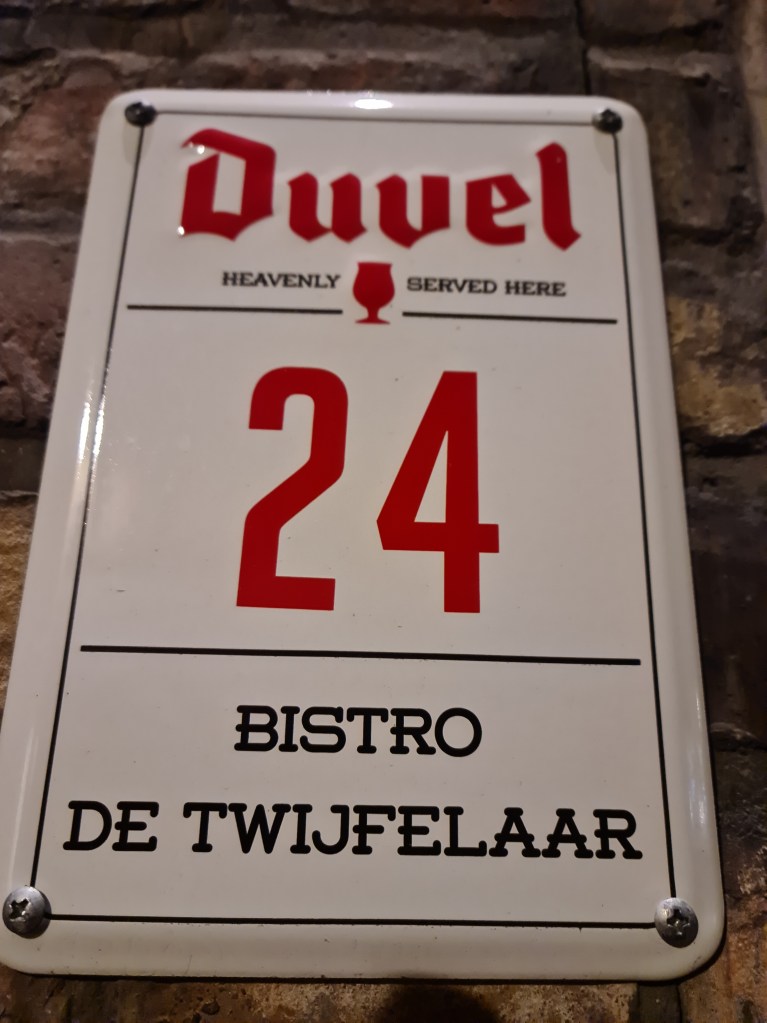 Duvel
HEAVENLY SERVED HERE
24
BISTRO
DE TWIJFELAAR